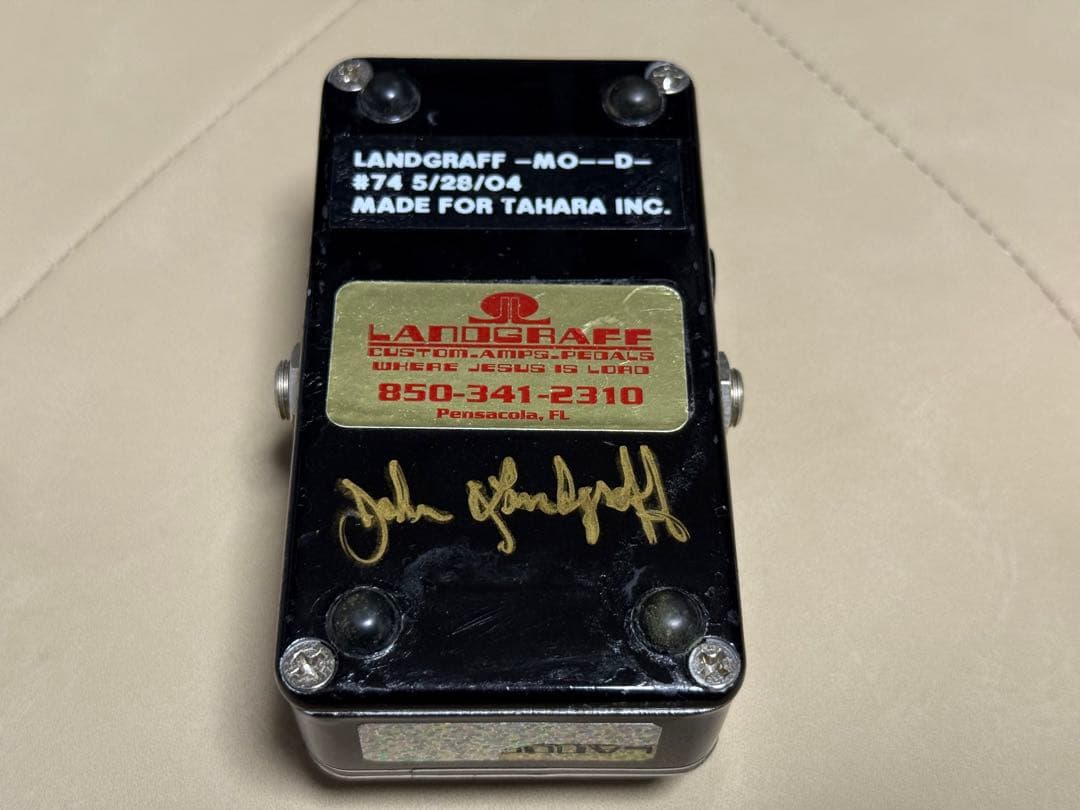 LANDGRAFF -MO--D-
#74 5/28/04
MADE FOR TAHARA INC.
LANDGRAFF
CUSTOM-AMPS-PEDALS
WHERE JESUS IS LORD
850-341-2310
Pensacola, FL
John Landgraff